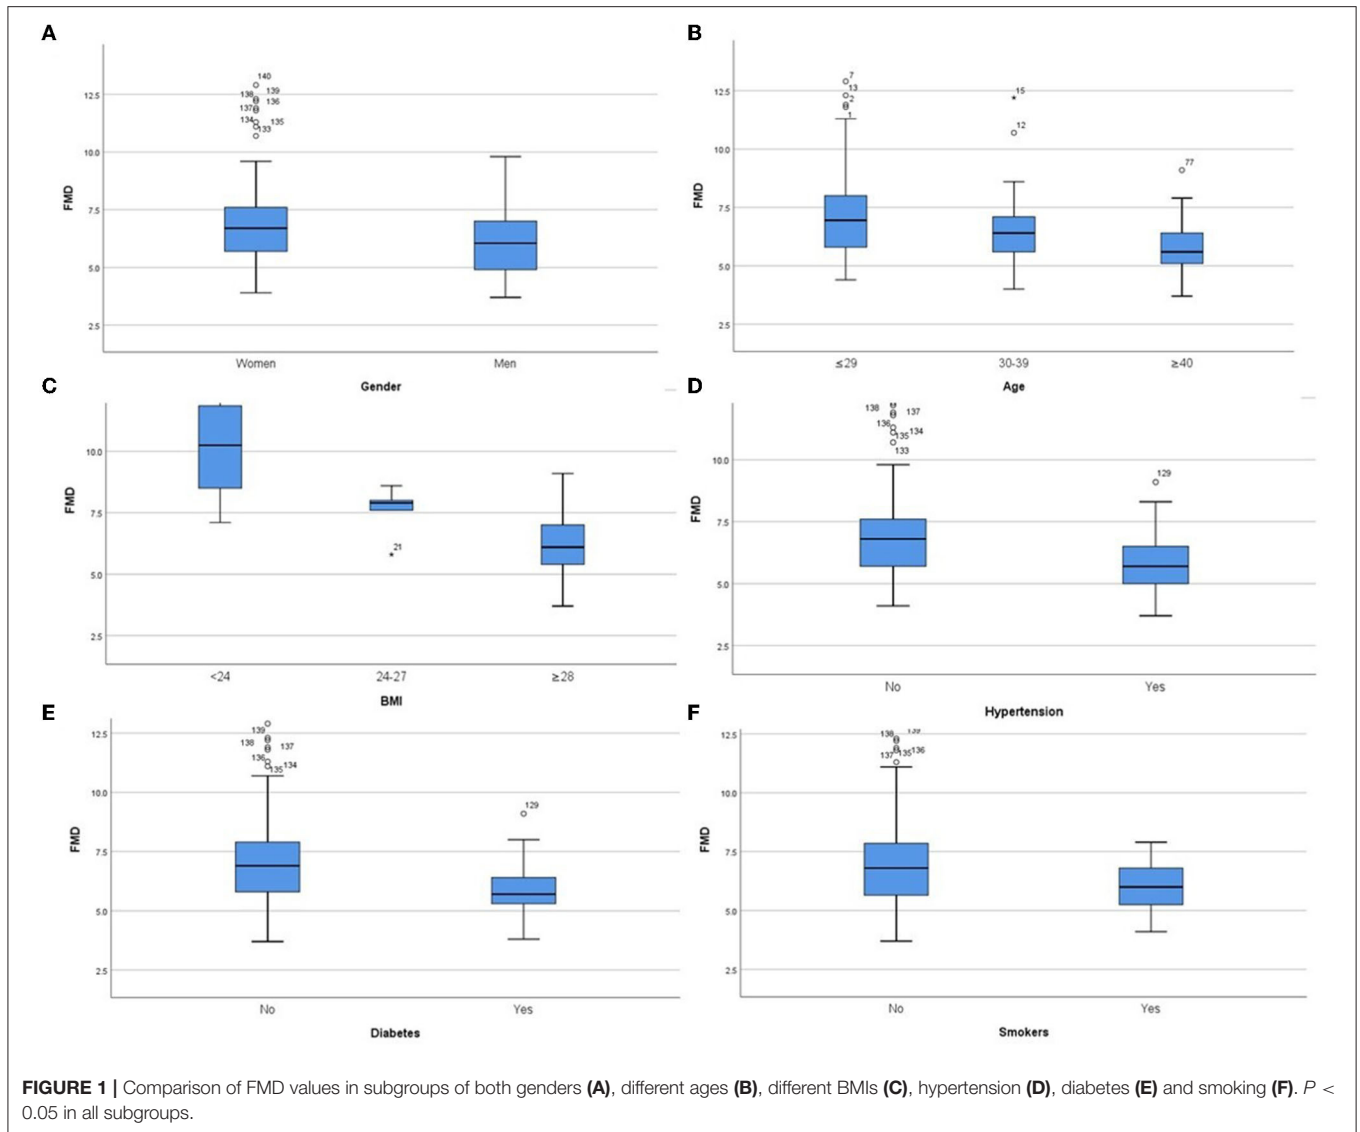 A
140
12.5
138 139
136
137
134 135
133
10.0
FMD
7.5
5.0
2.5
Women Men
Gender
B
7
12.5
13
15
2
1
12
10.0
77
FMD
7.5
5.0
2.5
≤29 30-39 ≥40
Age
C
10.0
FMD
7.5
21
5.0
2.5
<24 24-27 ≥28
BMI
D
138 137
136 134
135
133
10.0
129
FMD
7.5
5.0
2.5
No Yes
Hypertension
E
139
12.5
138 137
136
135 134
10.0
129
FMD
7.5
5.0
2.5
No Yes
Diabetes
F
12.5
138 139
137 135 136
10.0
FMD
7.5
5.0
2.5
No Yes
Smokers
FIGURE 1 | Comparison of FMD values in subgroups of both genders (A), different ages (B), different BMIs (C), hypertension (D), diabetes (E) and smoking (F). P <
0.05 in all subgroups.